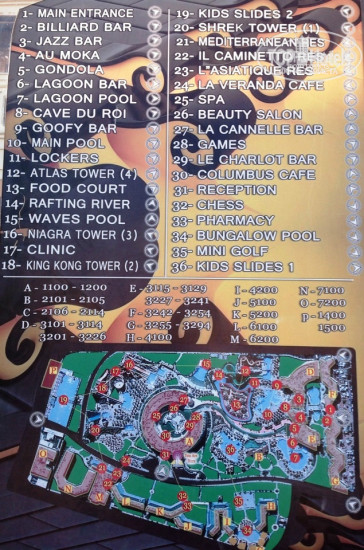 1- MAIN ENTRANCE
2- BILLIARD BAR
3- JAZZ BAR
4- AU MOKA
5- GONDOLA
6- LAGOON BAR
7- LAGOON POOL
8- CAVE DU ROI
9- GOOFY BAR
10- MAIN POOL
11- LOCKERS
12- ATLAS TOWER (4)
13- FOOD COURT
14- RAFTING RIVER
15- WAVES POOL
16- NIAGRA TOWER (3)
17- CLINIC
18- KING KONG TOWER (2)
19- KIDS SLIDES 2
20- SHREK TOWER (1)
21- MEDITERRANEAN RES
22- IL CAMINETTO
23- L'ASIATIQUE RES
24- LA VERANDA CAFE
25- SPA
26- BEAUTY SALON
27- LA CANNELLE BAR
28- GAMES
29- LE CHARLOT BAR
30- COLUMBUS CAFE
31- RECEPTION
32- CHESS
33- PHARMACY
34- BUNGALOW POOL
35- MINI GOLF
36- KIDS SLIDES 1
A - 1100 - 1200
B - 2101 - 2105
C - 2106 - 2114
D - 3101 - 3114
3201 - 3226
E - 3115 - 3129
3227 - 3241
F - 3242 - 3254
G - 3255 - 3294
H - 4100
I - 4200
J - 5100
K - 5200
L - 6100
M - 6200
N - 7100
O - 7200
P - 1400
1500